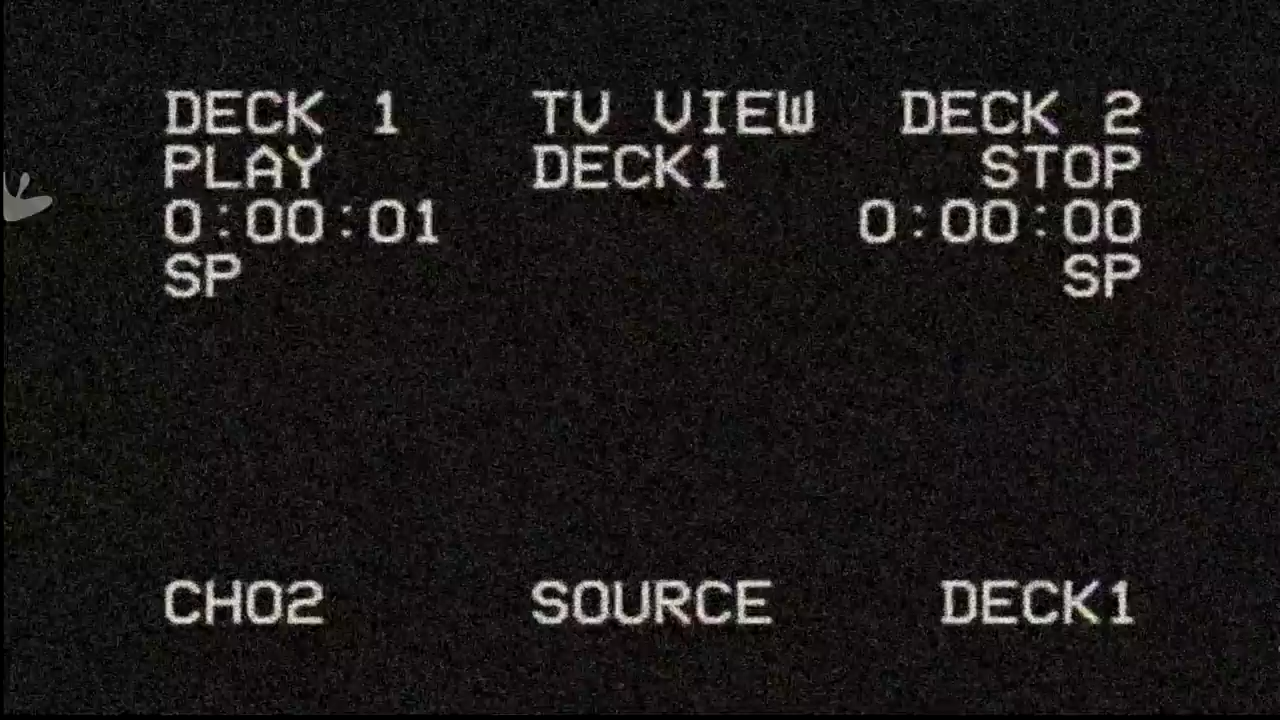 DECK 1 TV VIEW DECK 2
PLAY DECK1 STOP
0:00:01 0:00:00
SP SP
CH02 SOURCE DECK1